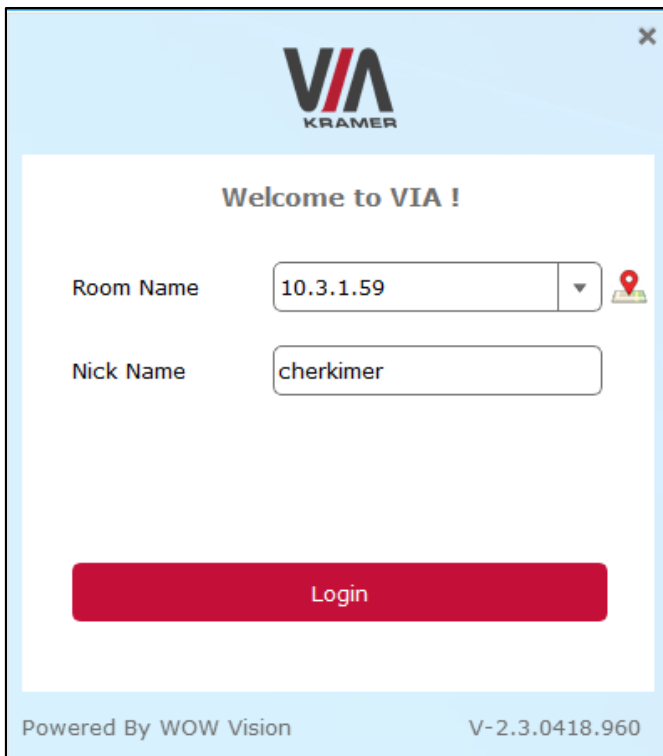 VIA
KRAMER
Welcome to VIA !
Room Name 10.3.1.59
Nick Name cherkimer
Login
Powered By WOW Vision V-2.3.0418.960